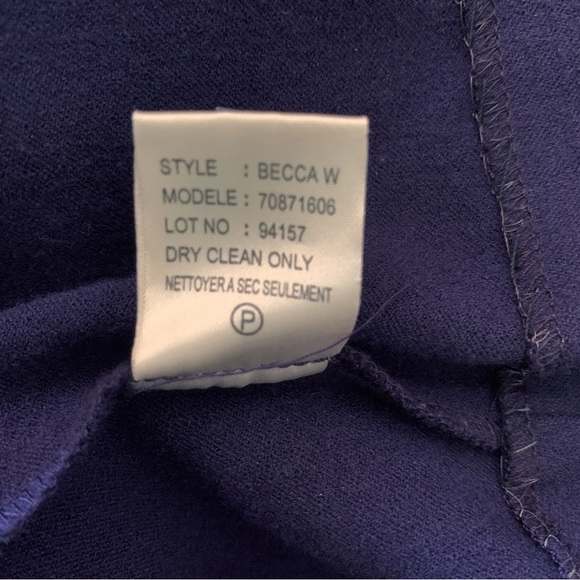 STYLE : BECCA W
MODELE : 70871606
LOT NO : 94157
DRY CLEAN ONLY
NETTOYER A SEC SEULEMENT
P